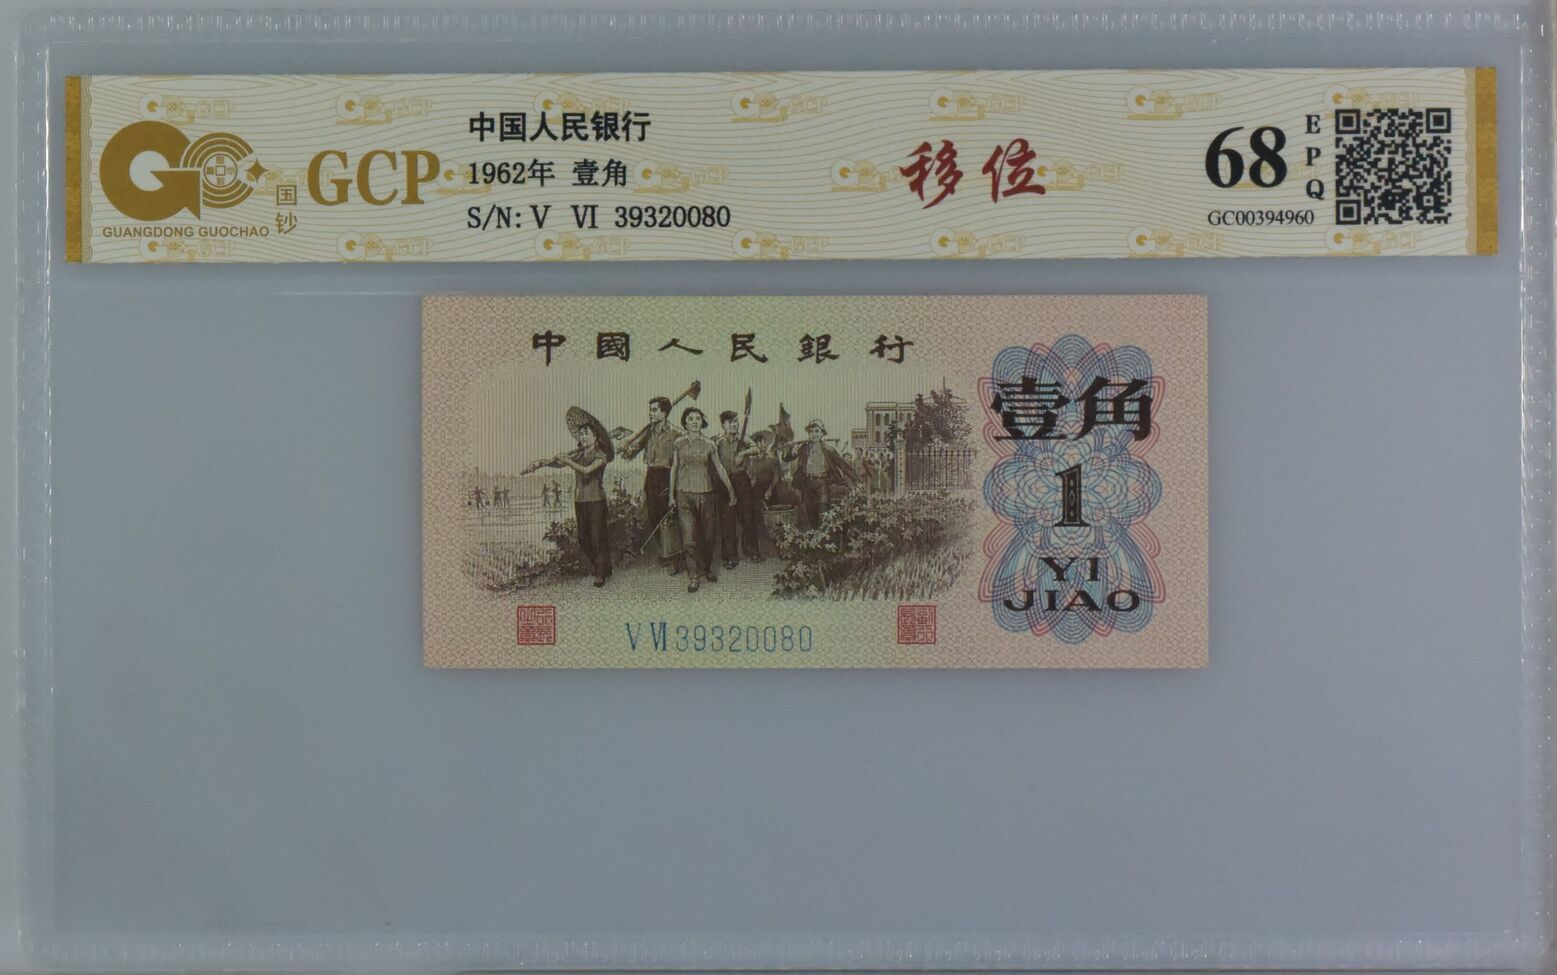 GUANGDONG GUOCHAO
国钞
GCP
中国人民银行
1962年 壹角
S/N: V VI 39320080
移位
68
EPQ
GC00394960
中國人民銀行
壹角
1
YI
JIAO
V VI 39320080